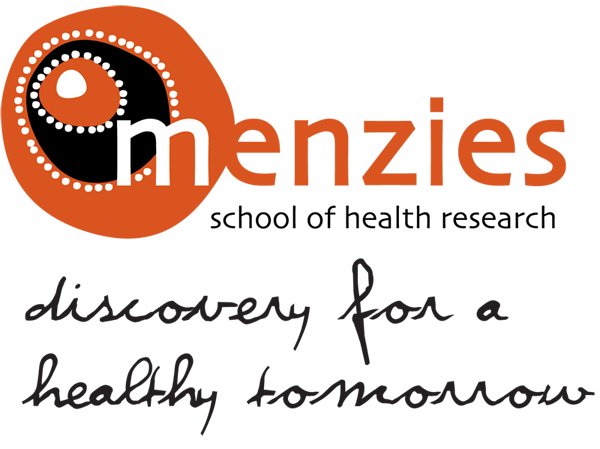 menzies
school of health research
discovery for a
healthy tomorrow